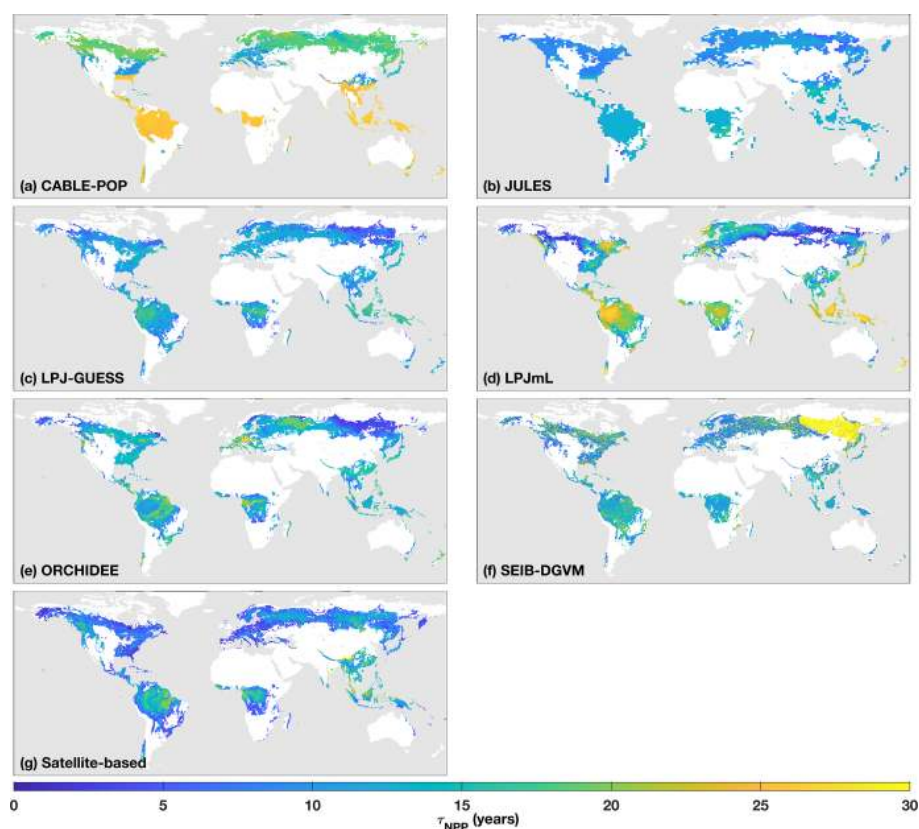 (a) CABLE-POP
(b) JULES
(c) LPJ-GUESS
(d) LPJmL
(e) ORCHIDEE
(f) SEIB-DGVM
(g) Satellite-based
0 5 10 15 20 25 30
τNPP (years)